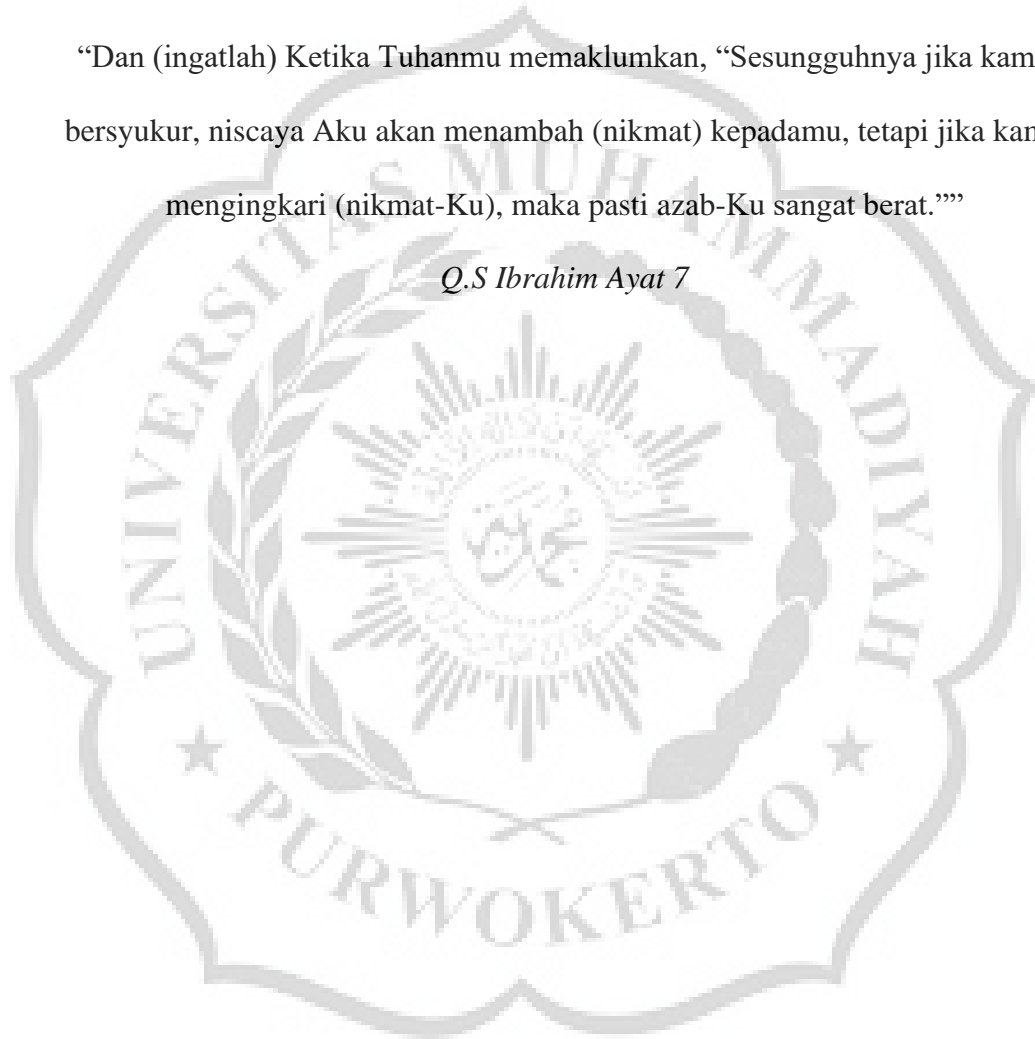 “Dan (ingatlah) Ketika Tuhanmu memaklumkan, “Sesungguhnya jika kam
bersyukur, niscaya Aku akan menambah (nikmat) kepadamu, tetapi jika kam
mengingkari (nikmat-Ku), maka pasti azab-Ku sangat berat.””
Q.S Ibrahim Ayat 7
UNIVERSITAS MUHAMMADIYAH
PURWOKERTO